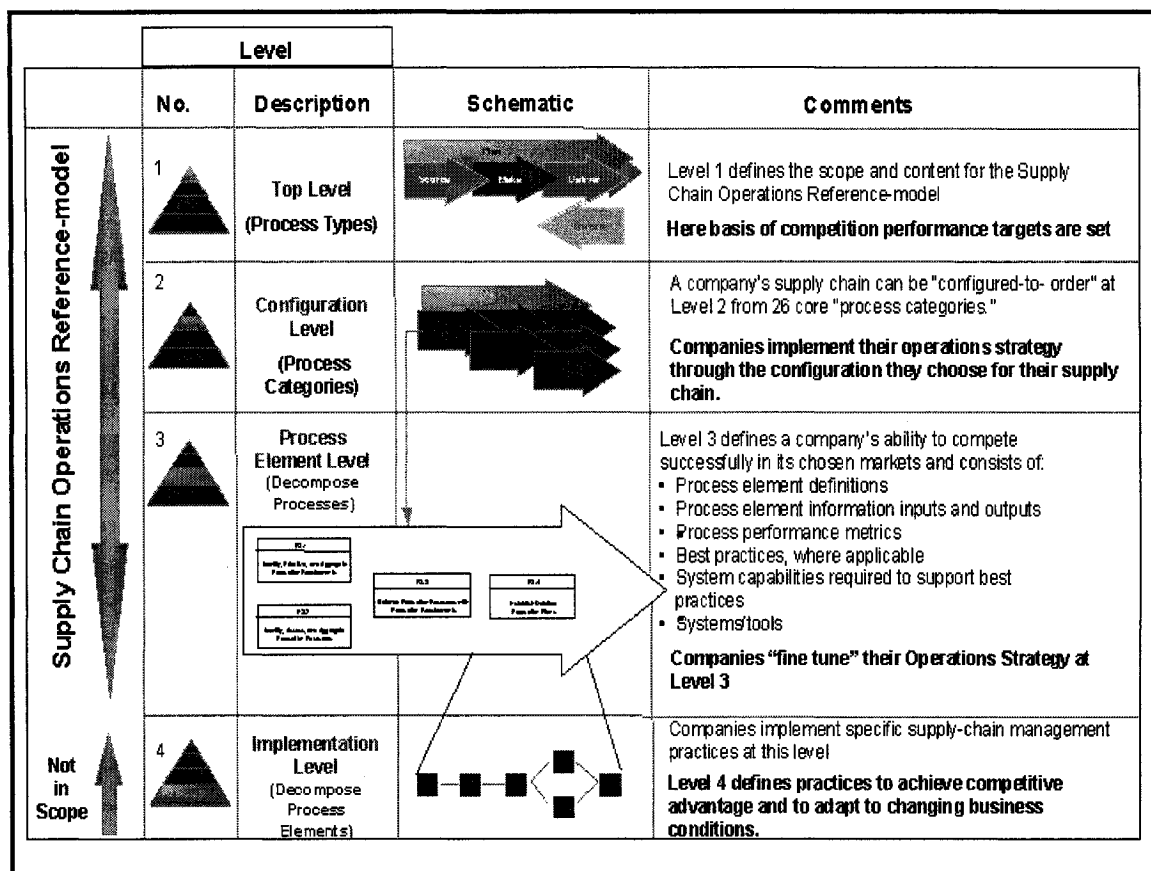 Level
No.
Description
Schematic
Comments
Supply Chain Operations Reference-model
1
Top Level
(Process Types)
Source
Make
Deliver
Level 1 defines the scope and content for the Supply
Chain Operations Reference-model
Here basis of competition performance targets are set
2
Configuration
Level
(Process
Categories)
A company's supply chain can be "configured-to- order" at
Level 2 from 26 core "process categories."
Companies implement their operations strategy
through the configuration they choose for their supply
chain.
3
Process
Element Level
(Decompose
Processes)
Level 3 defines a company's ability to compete
successfully in its chosen markets and consists of:
▪ Process element definitions
▪ Process element information inputs and outputs
▪ Process performance metrics
▪ Best practices, where applicable
▪ System capabilities required to support best
practices
▪ Systems/tools
Companies “fine tune” their Operations Strategy at
Level 3
Not
in
Scope
4
Implementation
Level
(Decompose
Process
Elements)
Companies implement specific supply-chain management
practices at this level
Level 4 defines practices to achieve competitive
advantage and to adapt to changing business
conditions.